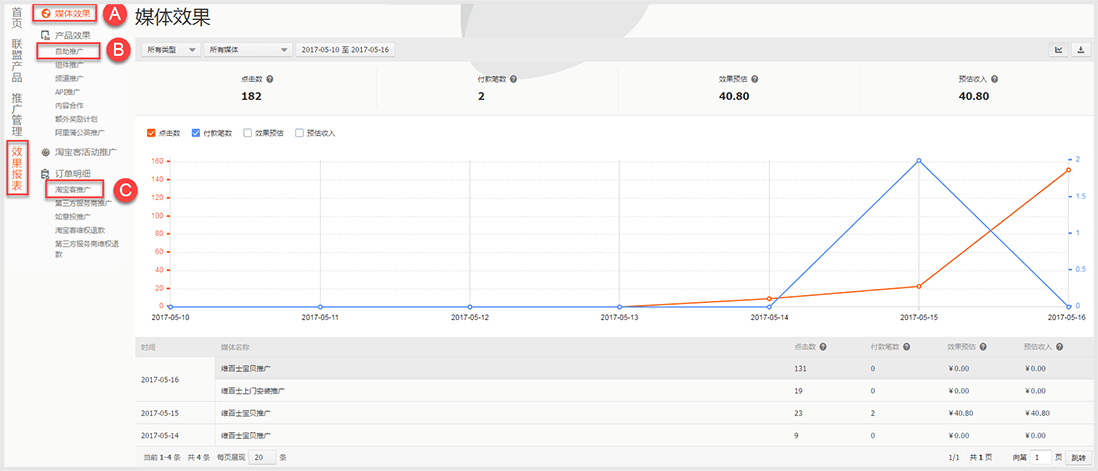 首页
联盟产品
推广管理
效果报表
媒体效果
A
产品效果
自助推广
B
组件推广
频道推广
API推广
内容合作
额外奖励计划
阿里蒲公英推广
淘宝客活动推广
订单明细
淘宝客推广
C
第三方服务商推广
如意投推广
淘宝客维权退款
第三方服务商维权退
款
媒体效果
所有类型 所有媒体 2017-05-10 至 2017-05-16
点击数 付款笔数 效果预估 预估收入
182 2 40.80 40.80
点击数 付款笔数 效果预估 预估收入
160 2
140
120 1.5
100
80 1
60
40 0.5
20
0 0
2017-05-10 2017-05-11 2017-05-12 2017-05-13 2017-05-14 2017-05-15 2017-05-16
时间 媒体名称 点击数 付款笔数 效果预估 预估收入
2017-05-16 维百士宝贝推广 131 0 ¥0.00 ¥0.00
维百士上门安装推广 19 0 ¥0.00 ¥0.00
2017-05-15 维百士宝贝推广 23 2 ¥40.80 ¥40.80
2017-05-14 维百士宝贝推广 9 0 ¥0.00 ¥0.00
当前 1-4 条 共 4 条 每页展现 20 条 1/1 共 1 页 向第 1 页 跳转